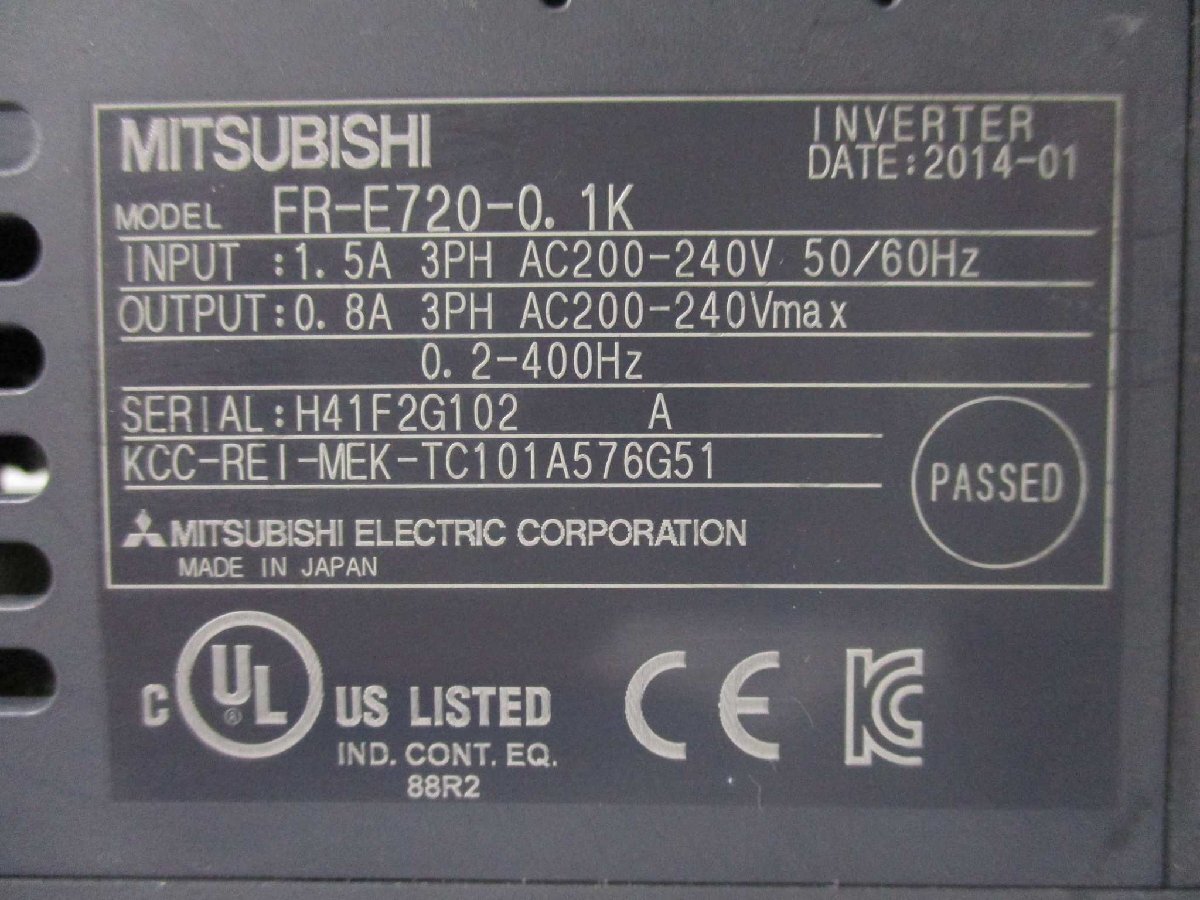 MITSUBISHI
INVERTER
DATE:2014-01
MODEL FR-E720-0.1K
INPUT :1.5A 3PH AC200-240V 50/60Hz
OUTPUT:0.8A 3PH AC200-240Vmax
0.2-400Hz
SERIAL:H41F2G102 A
KCC-REI-MEK-TC101A576G51
PASSED
MITSUBISHI ELECTRIC CORPORATION
MADE IN JAPAN
C UL ® US LISTED
IND. CONT. EQ.
88R2
CE
KC